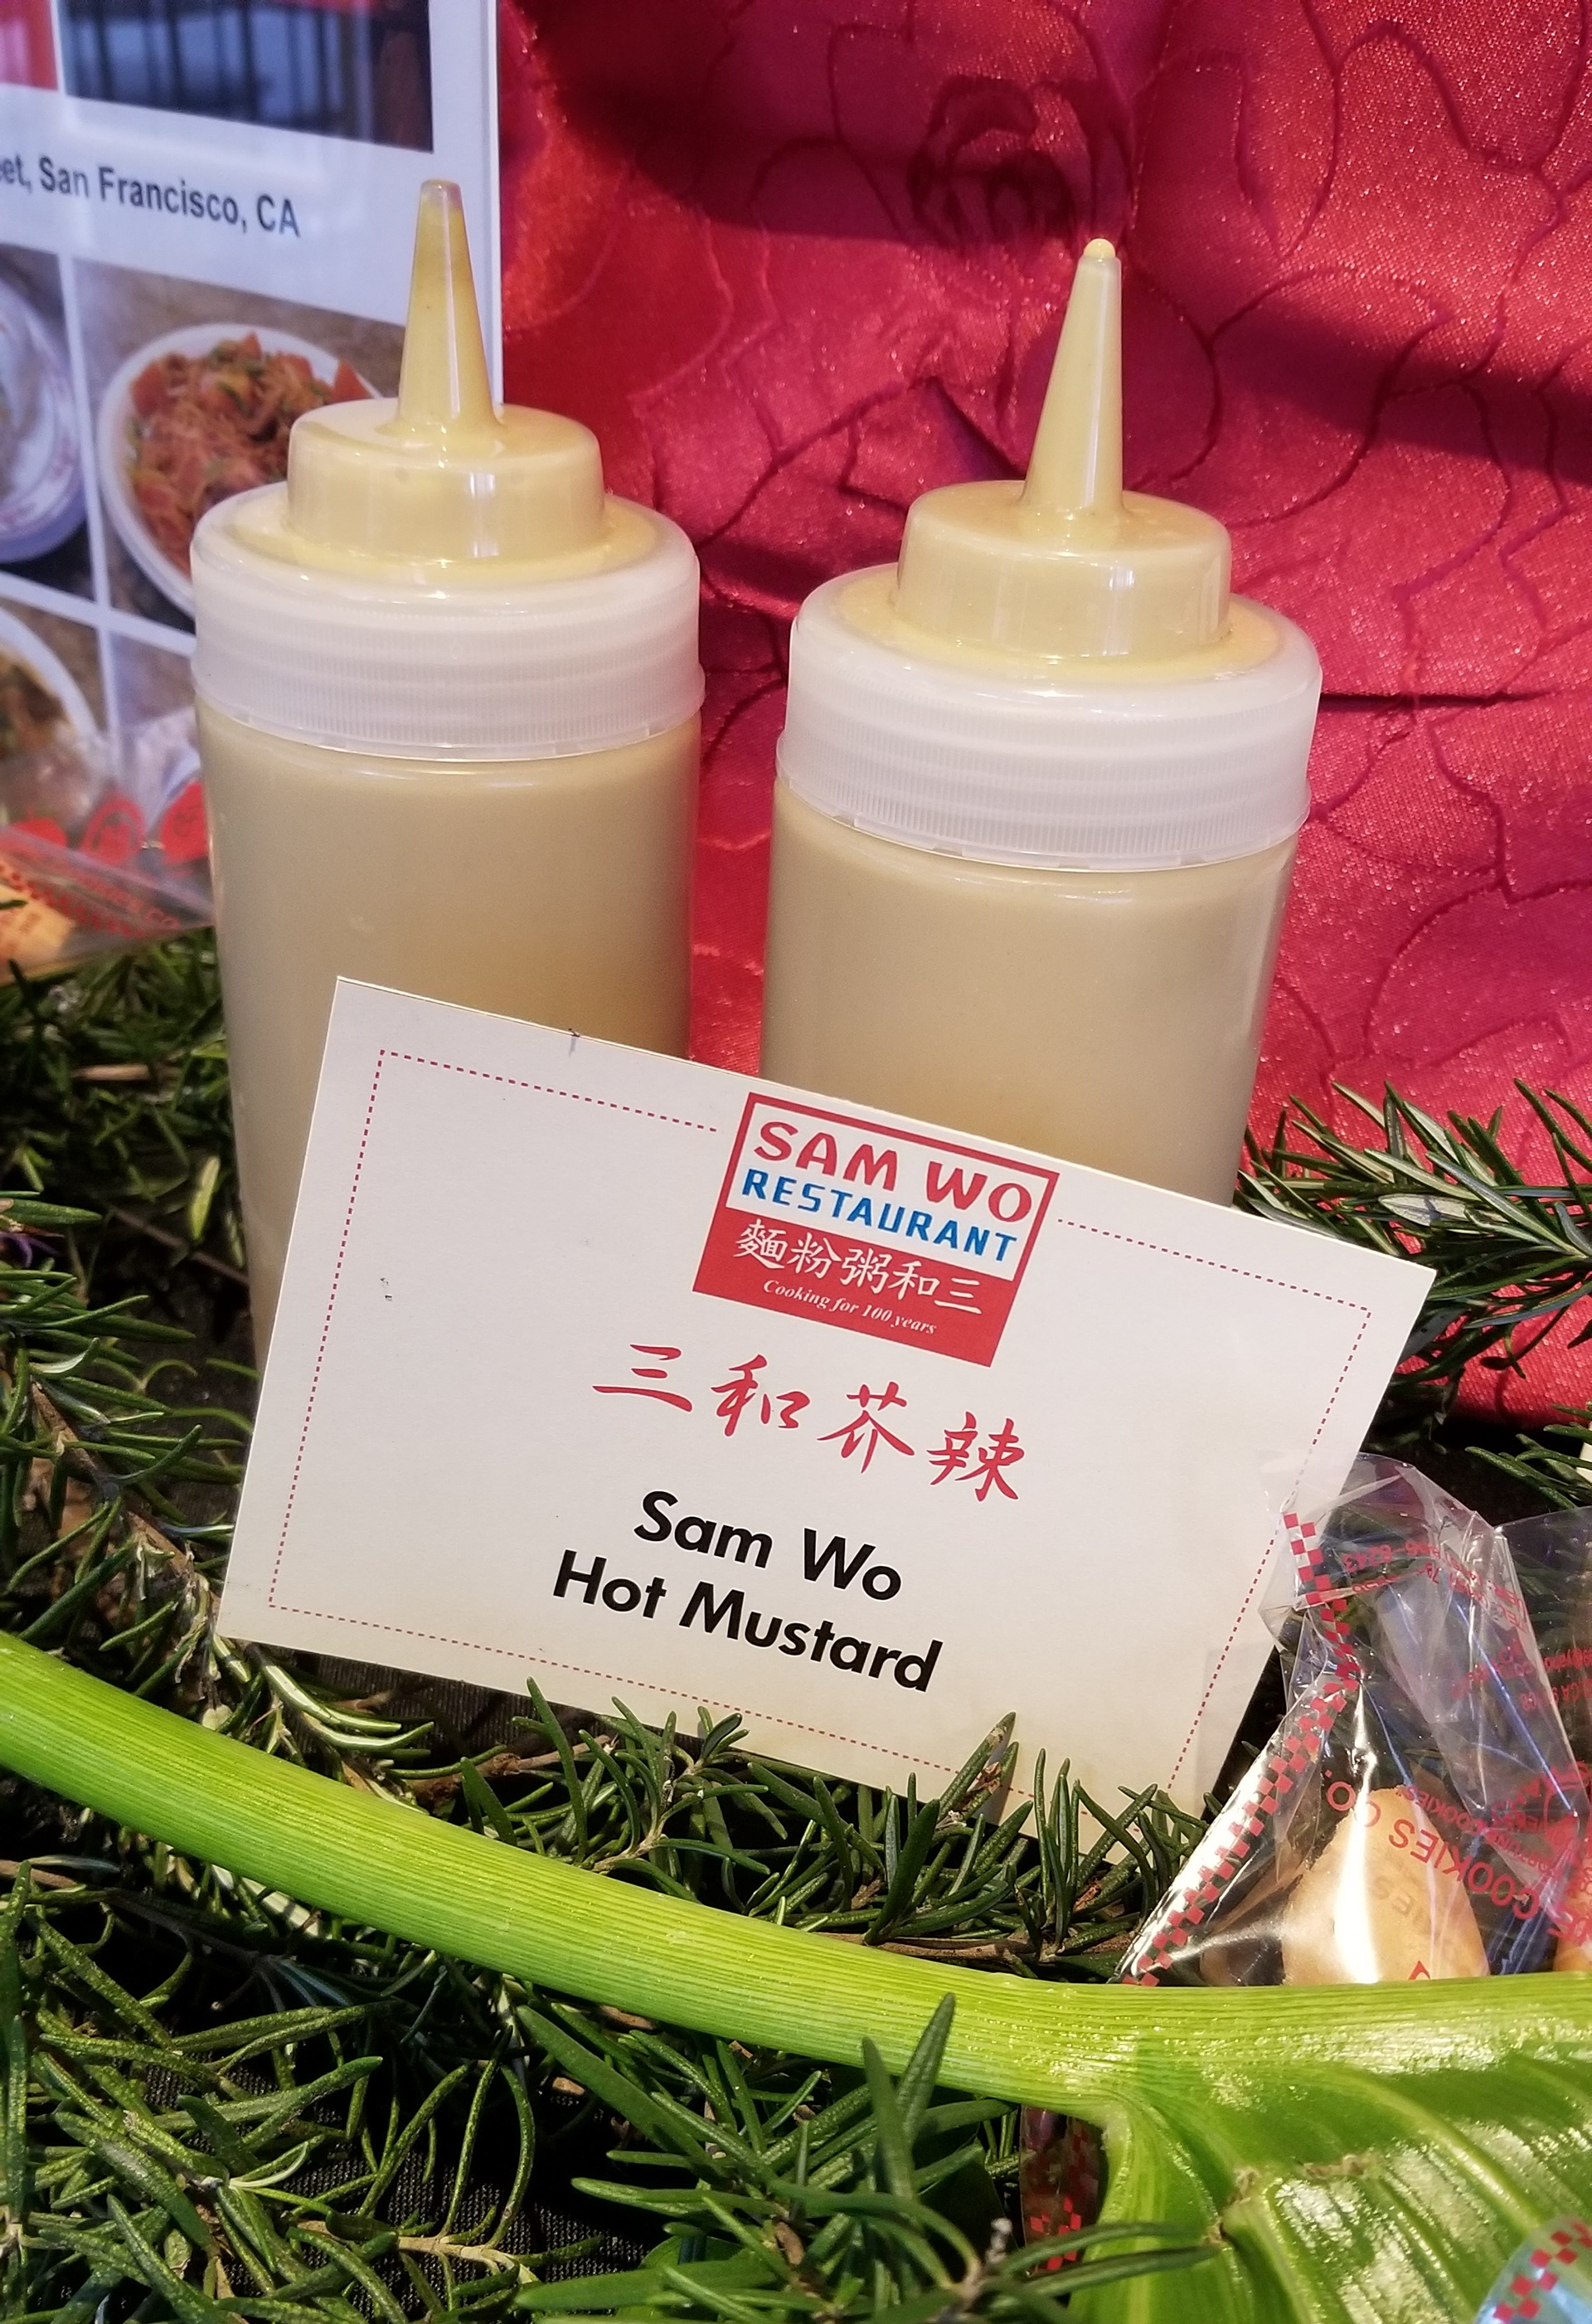 eet, San Francisco, CA
SAM WO
RESTAURANT
麵粉粥和三
Cooking for 100 years
三和芥辣
Sam Wo
Hot Mustard
COOKIES CO.